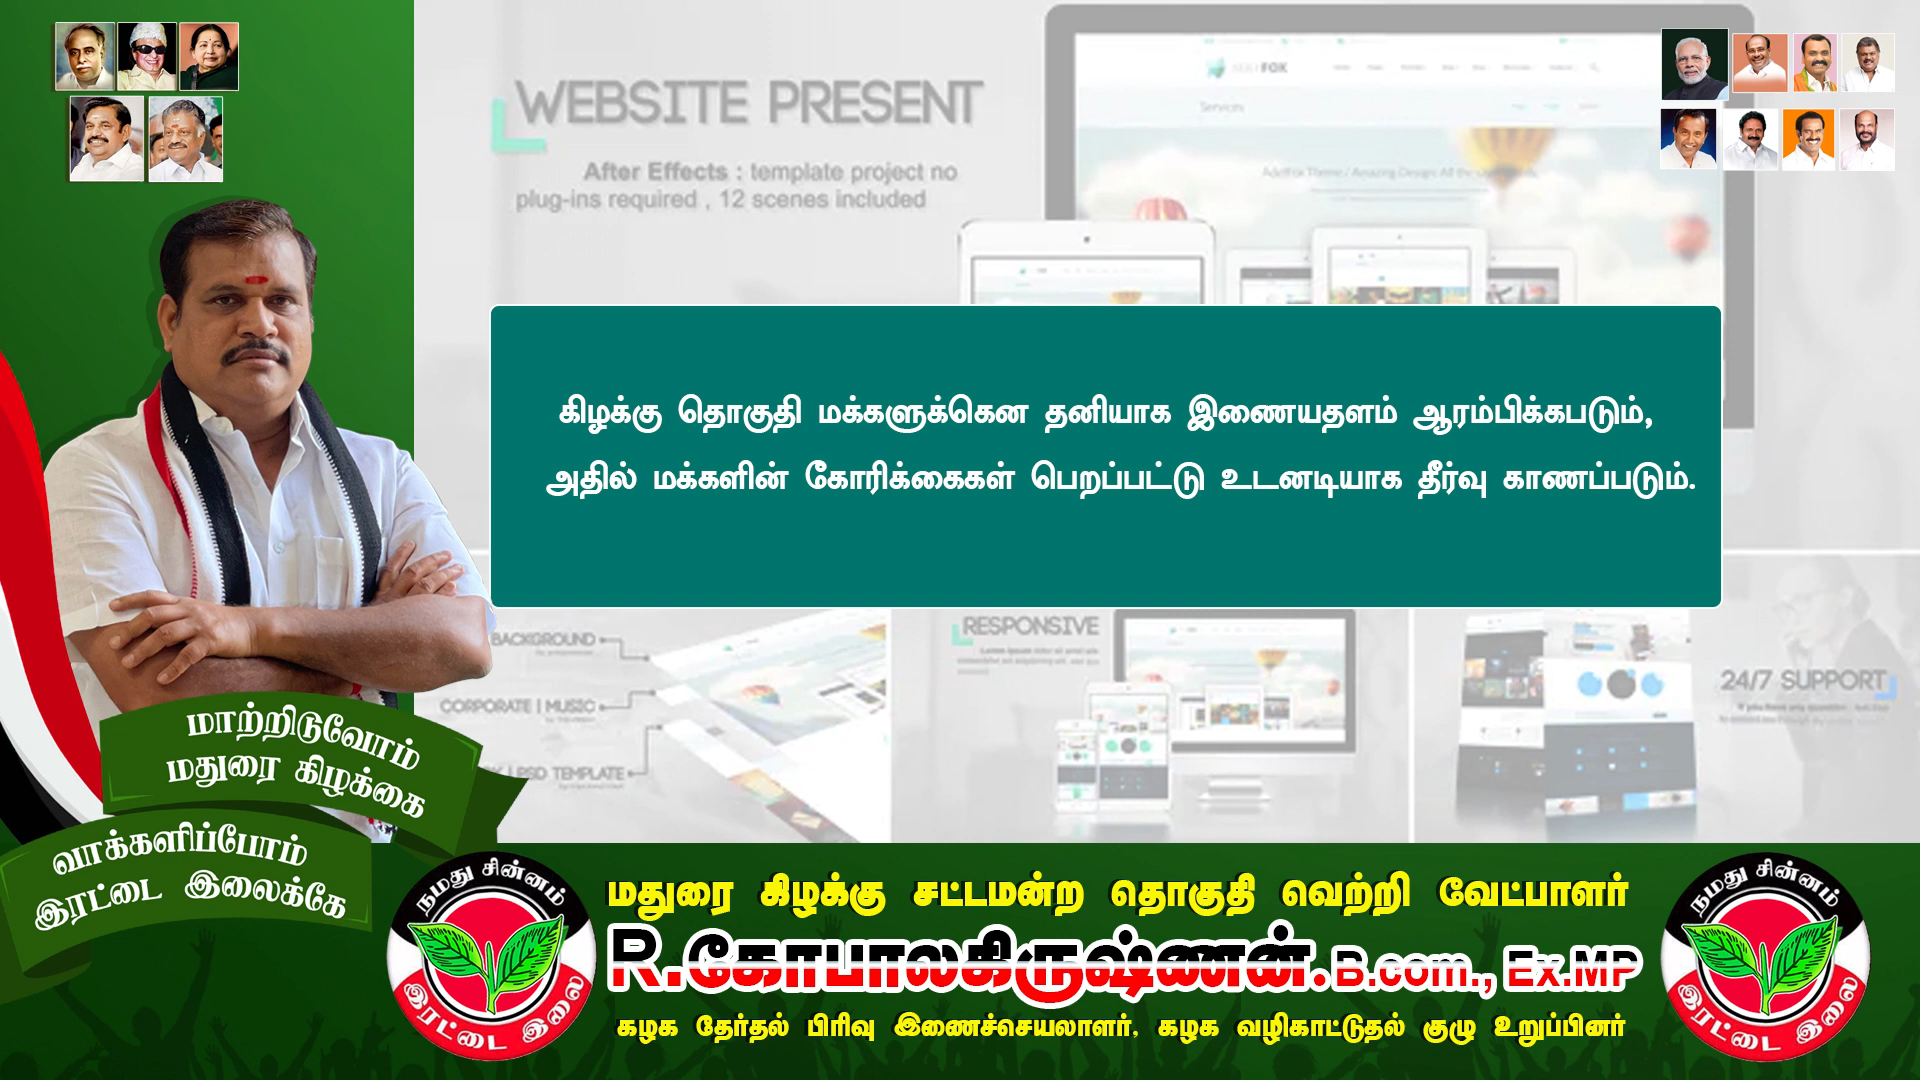 WEBSITE PRESENT
After Effects : template project no
plug-ins required , 12 scenes included
Services
கிழக்கு தொகுதி மக்களுக்கென தனியாக இணையதளம் ஆரம்பிக்கபடும்,
அதில் மக்களின் கோரிக்கைகள் பெறப்பட்டு உடனடியாக தீர்வு காணப்படும்.
BACKGROUND
CORPORATE | MUSIC
PSD TEMPLATE
RESPONSIVE
24/7 SUPPORT
மாற்றிடுவோம்
மதுரை கிழக்கை
வாக்களிப்போம்
இரட்டை இலைக்கே
நமது சின்னம்
இரட்டை இலை
மதுரை கிழக்கு சட்டமன்ற தொகுதி வெற்றி வேட்பாளர்
R.கோபாலகிருஷ்ணன்.B.com., Ex.MP
கழக தேர்தல் பிரிவு இணைச்செயலாளர், கழக வழிகாட்டுதல் குழு உறுப்பினர்
நமது சின்னம்
இரட்டை இலை